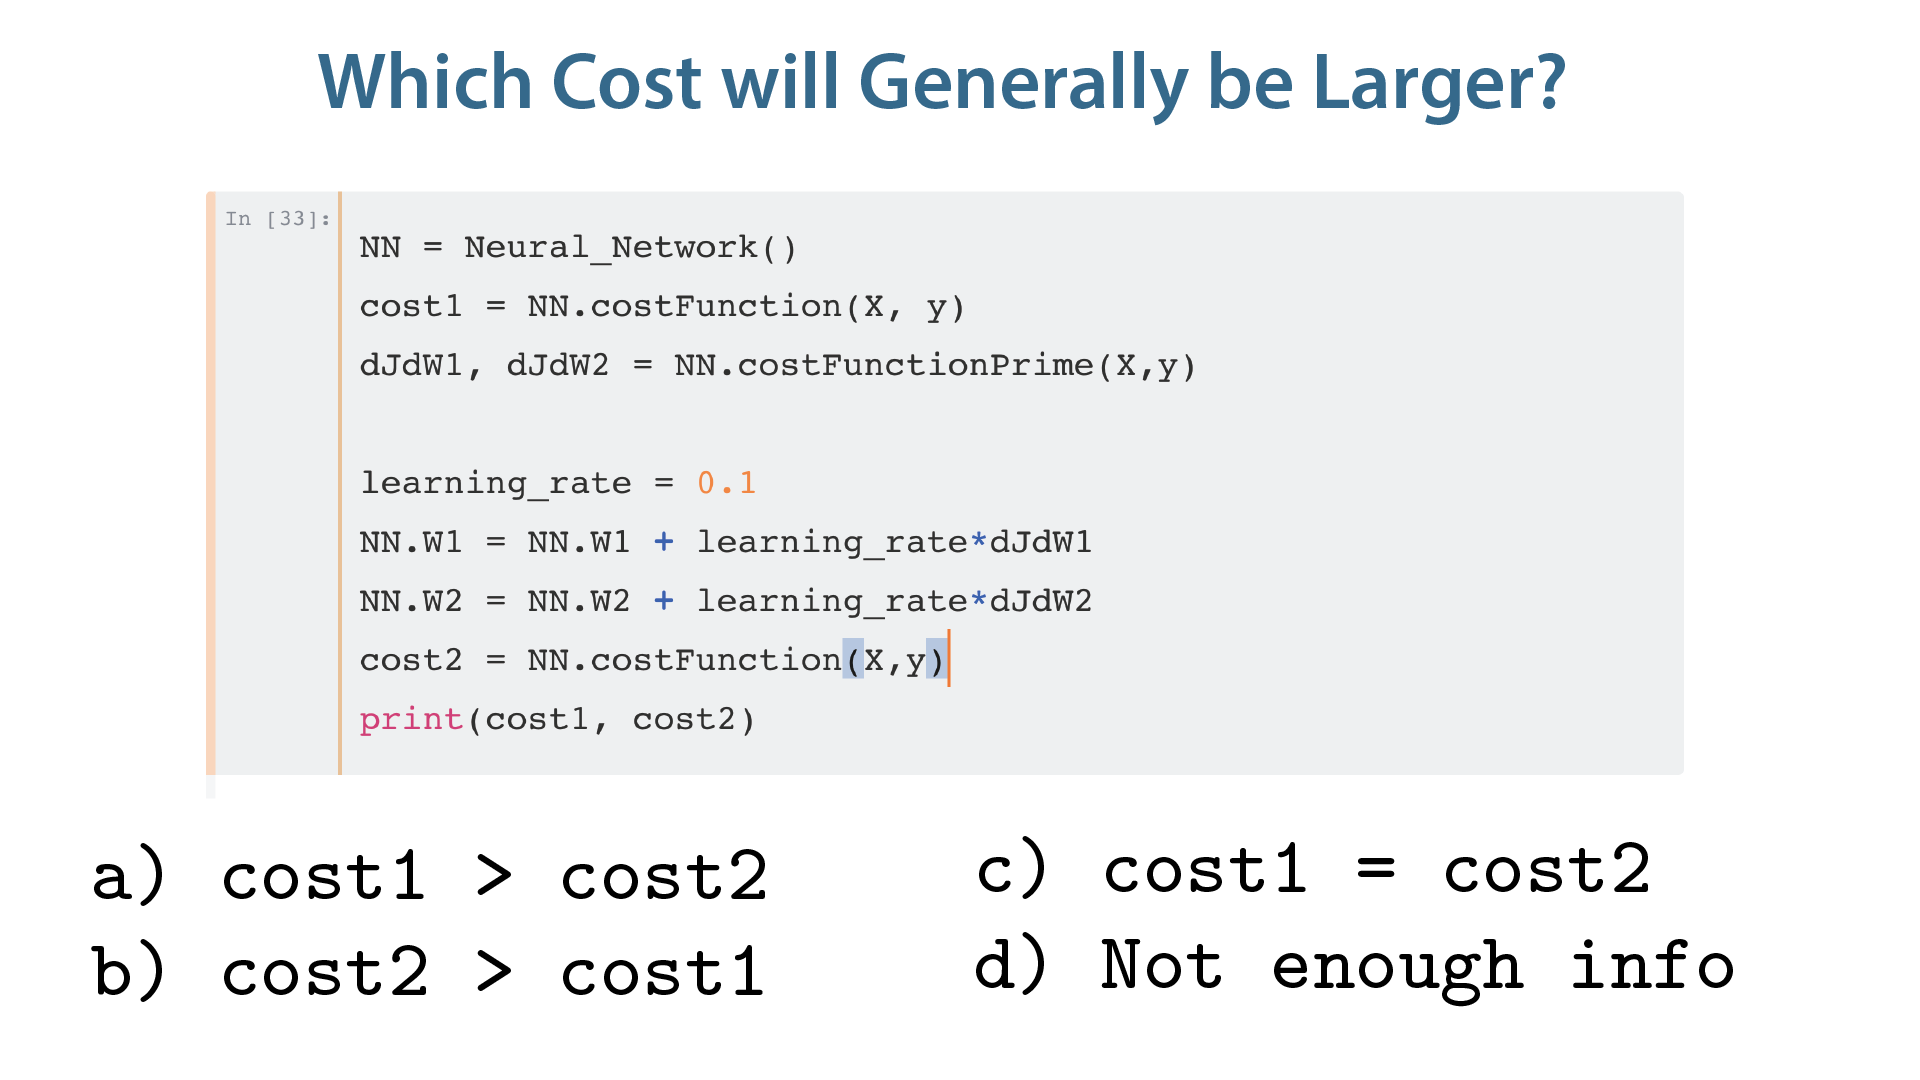 Which Cost will Generally be Larger?
In [33]:
NN = Neural_Network()
cost1 = NN.costFunction(X, y)
dJdW1, dJdW2 = NN.costFunctionPrime(X,y)
learning_rate = 0.1
NN.W1 = NN.W1 + learning_rate*dJdW1
NN.W2 = NN.W2 + learning_rate*dJdW2
cost2 = NN.costFunction(X,y)
print(cost1, cost2)
a) cost1 > cost2
b) cost2 > cost1
c) cost1 = cost2
d) Not enough info